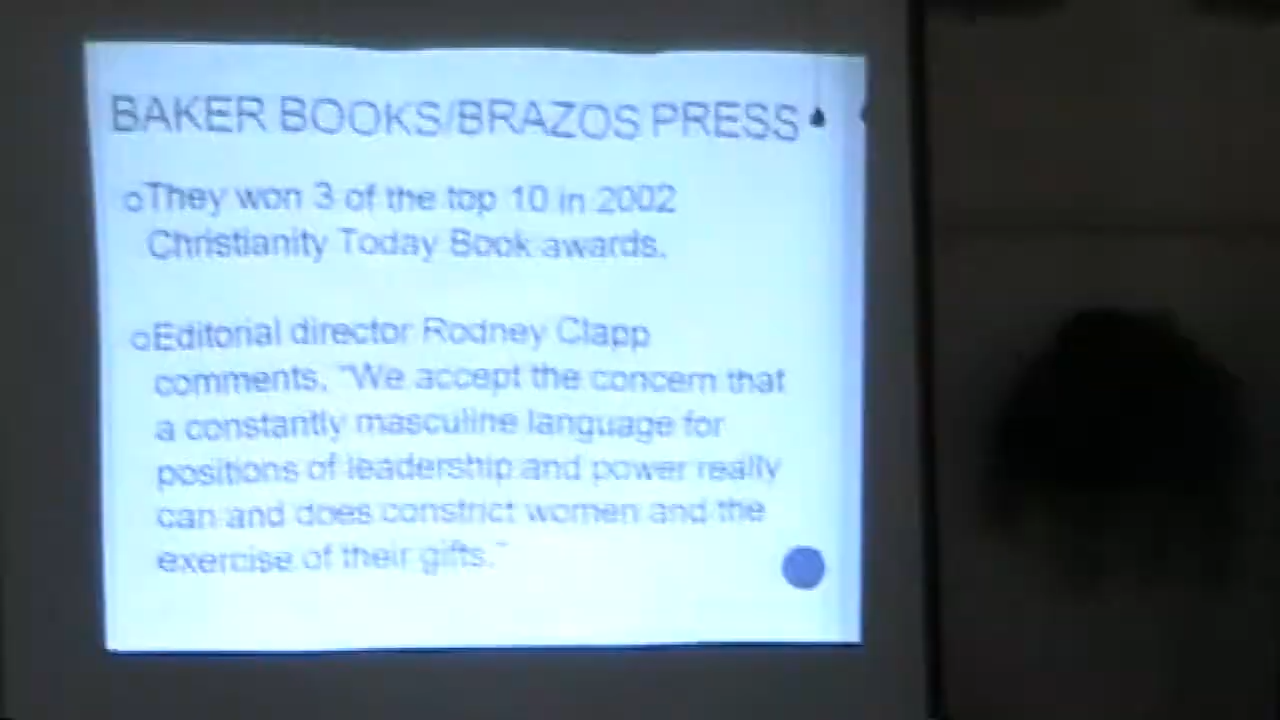 BAKER BOOKS/BRAZOS PRESS
They won 3 of the top 10 in 2002
Christianity Today Book awards.
Editorial director Rodney Clapp
comments, "We accept the concern that
a constantly masculine language for
positions of leadership and power really
can and does constrict women and the
exercise of their gifts."